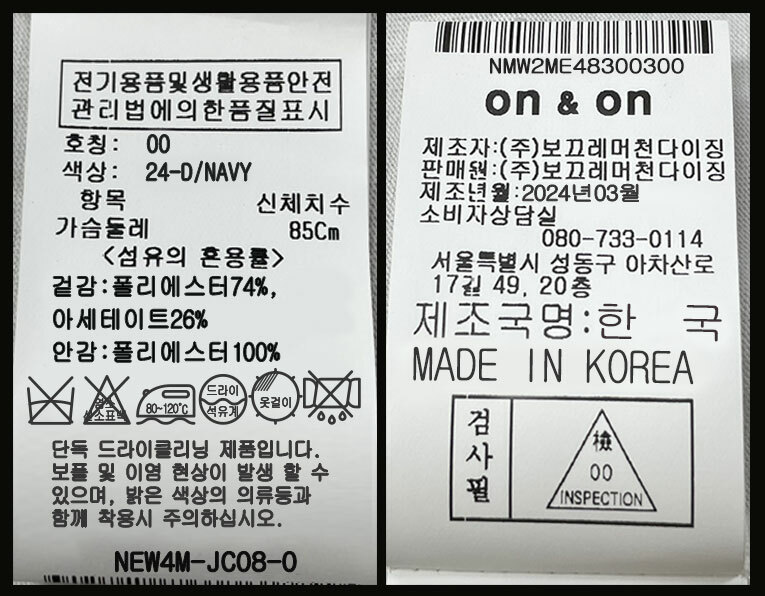 전기용품및생활용품안전
관리법에의한품질표시
호칭: 00
색상: 24-D/NAVY
항목 신체치수
가슴둘레 85Cm
<섬유의 혼용률>
겉감:폴리에스터74%,
아세테이트26%
안감:폴리에스터100%
80~120℃
드라이
석유계
옷걸이
단독 드라이클리닝 제품입니다.
보풀 및 이염 현상이 발생 할 수
있으며, 밝은 색상의 의류등과
함께 착용시 주의하십시오.
NEW4M-JC08-0
NMW2ME48300300
on & on
제조자:(주)보끄레머천다이징
판매원:(주)보끄레머천다이징
제조년월:2024년03월
소비자상담실
080-733-0114
서울특별시 성동구 아차산로
17길 49, 20층
제조국명:한 국
MADE IN KOREA
검사필
檢
00
INSPECTION